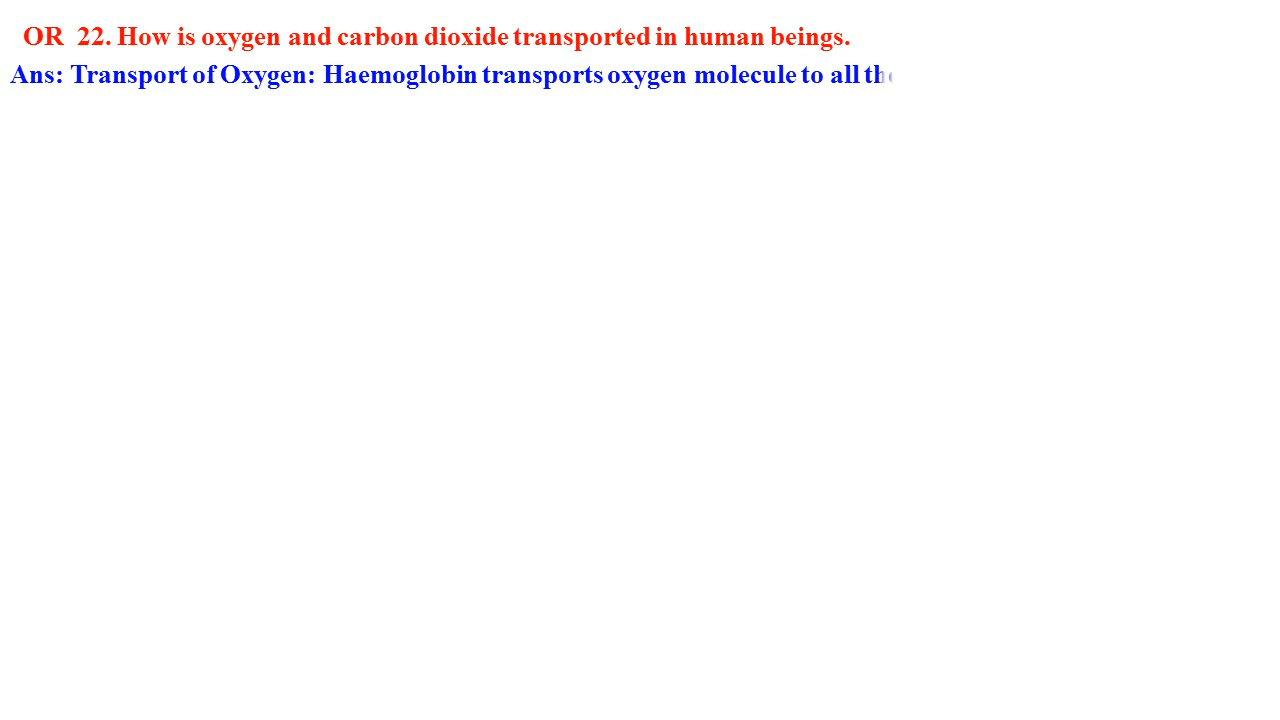 OR 22. How is oxygen and carbon dioxide transported in human beings.
Ans: Transport of Oxygen: Haemoglobin transports oxygen molecule to all